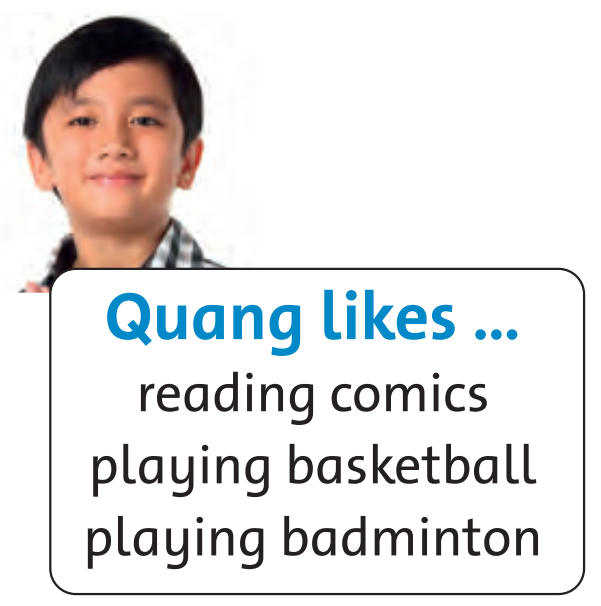 Quang likes ...
reading comics
playing basketball
playing badminton